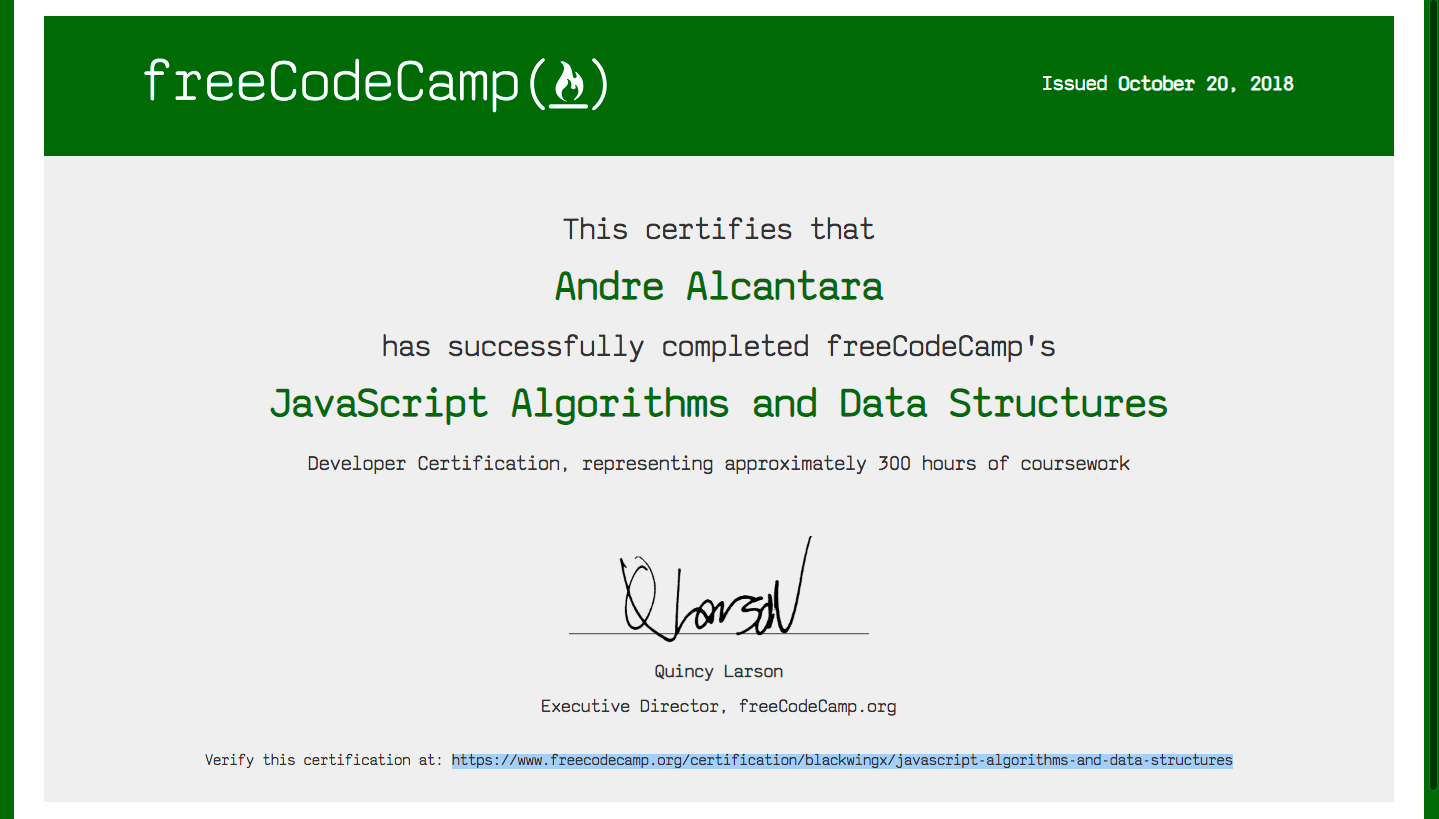 freeCodeCamp(🔥)
Issued October 20, 2018
This certifies that
Andre Alcantara
has successfully completed freeCodeCamp's
JavaScript Algorithms and Data Structures
Developer Certification, representing approximately 300 hours of coursework
Q Larson
Quincy Larson
Executive Director, freeCodeCamp.org
Verify this certification at: https://www.freecodecamp.org/certification/blackwingx/javascript-algorithms-and-data-structures